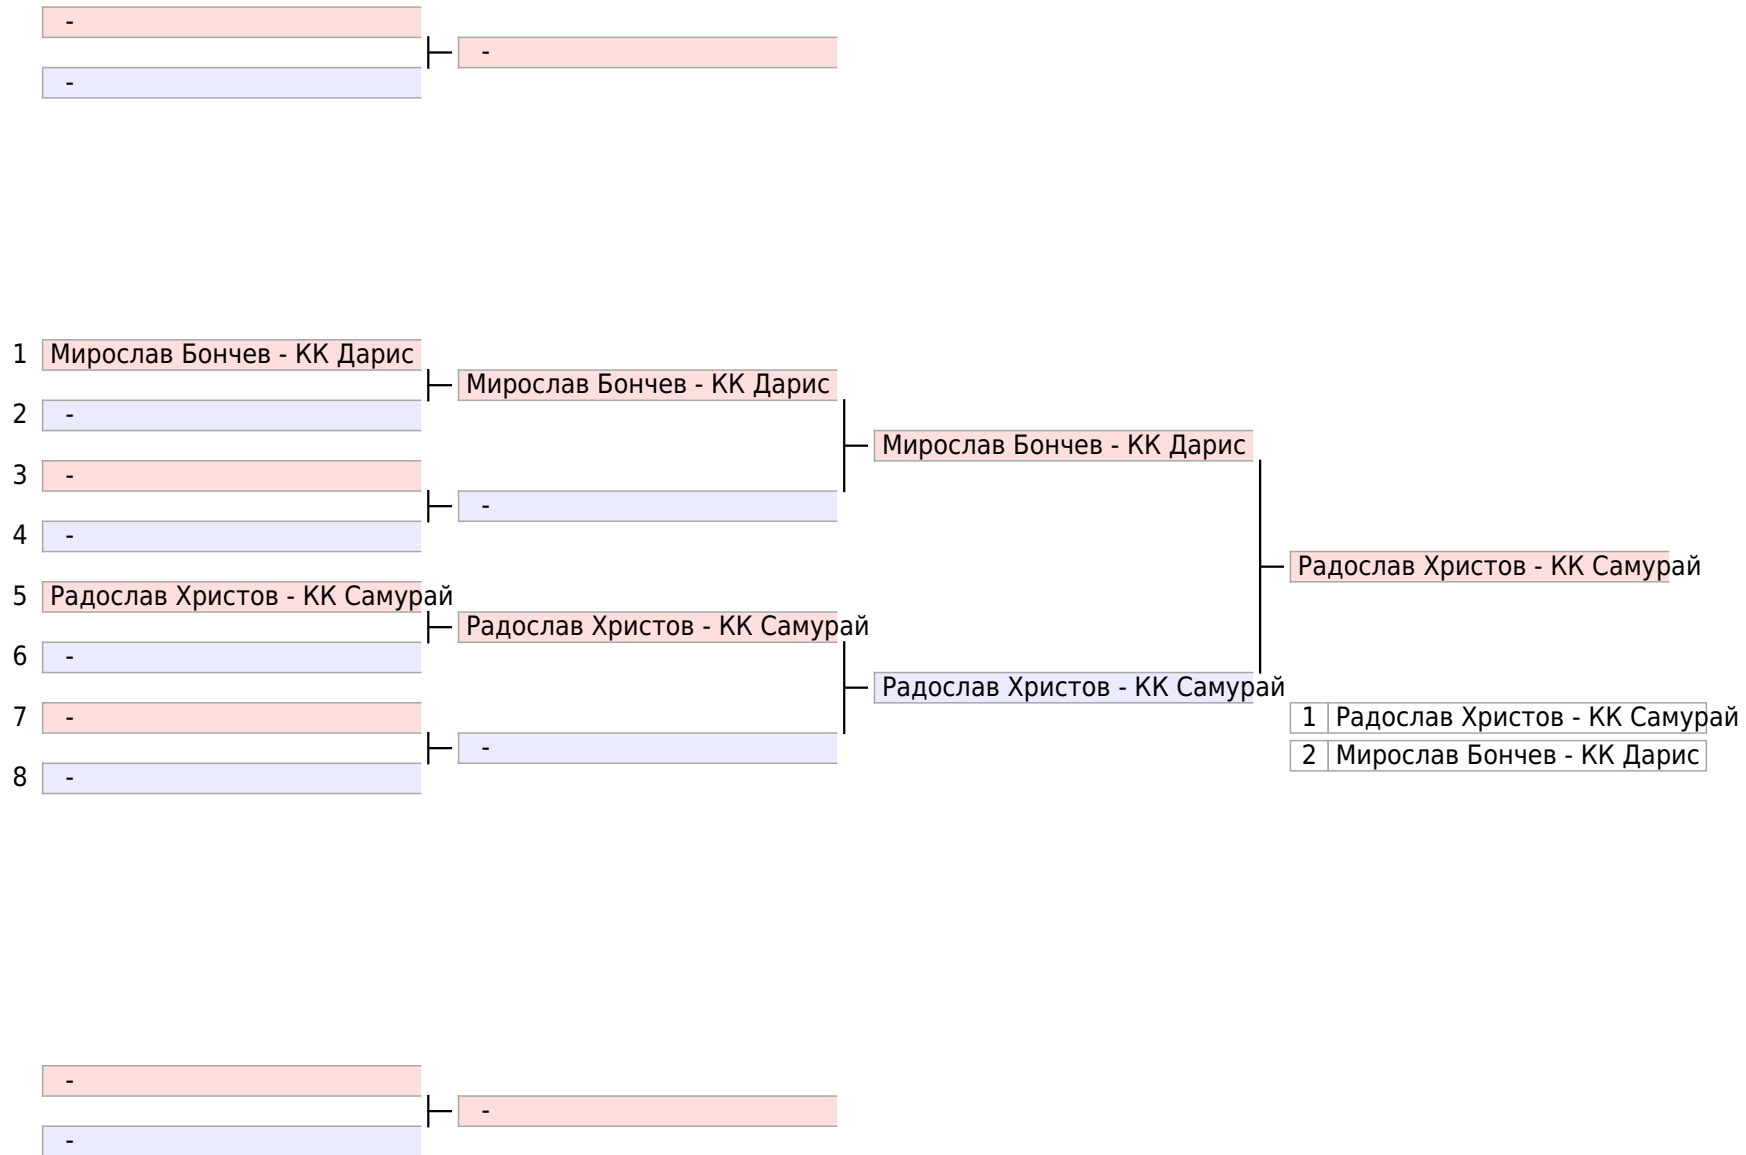 -
-
-
1 Мирослав Бончев - КК Дарис
Мирослав Бончев - КК Дарис
2 -
Мирослав Бончев - КК Дарис
3 -
-
4 -
Радослав Христов - КК Самурай
5 Радослав Христов - КК Самурай
Радослав Христов - КК Самурай
6 -
Радослав Христов - КК Самурай
7 -
1 Радослав Христов - КК Самурай
-
2 Мирослав Бончев - КК Дарис
8 -
-
-
-